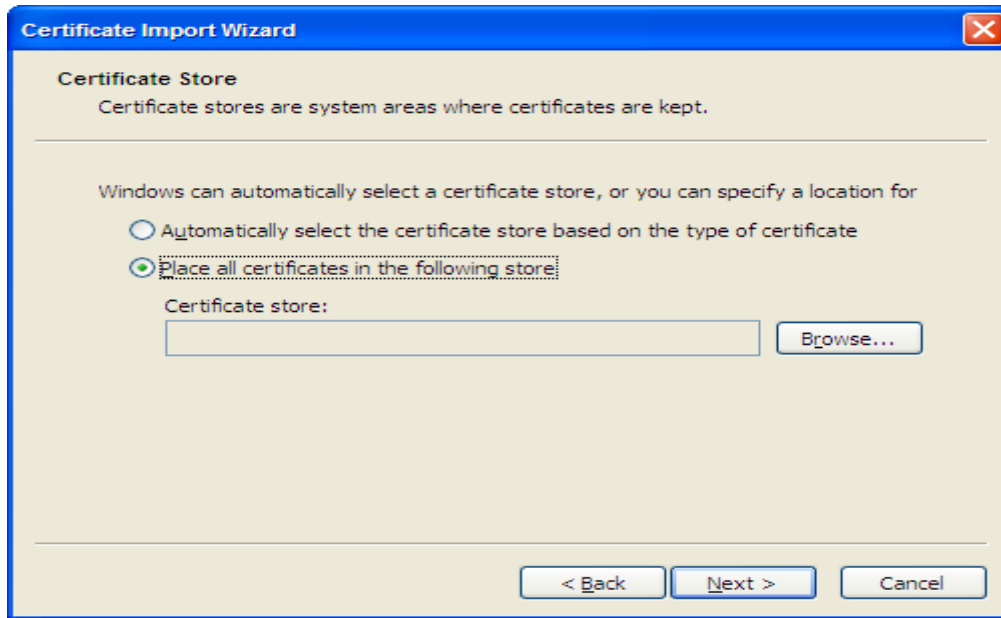 Certificate Import Wizard
Certificate Store
Certificate stores are system areas where certificates are kept.
Windows can automatically select a certificate store, or you can specify a location for
Automatically select the certificate store based on the type of certificate
Place all certificates in the following store
Certificate store:
Browse...
< Back
Next >
Cancel